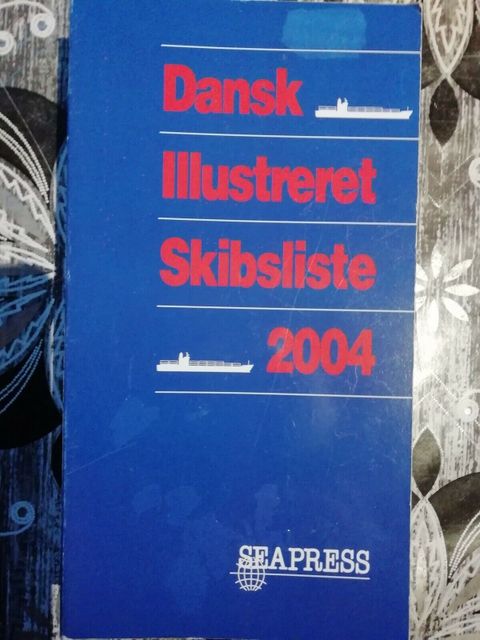 Dansk
Illustreret
Skibsliste
2004
SEAPRESS